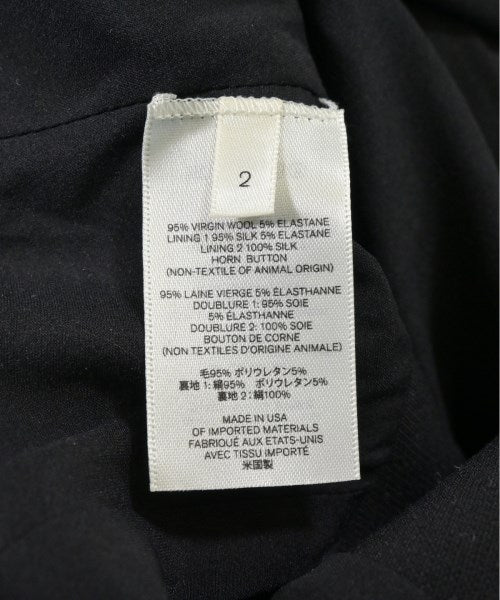 2
95% VIRGIN WOOL 5% ELASTANE
LINING 1 95% SILK 5% ELASTANE
LINING 2 100% SILK
HORN BUTTON
(NON-TEXTILE OF ANIMAL ORIGIN)
95% LAINE VIERGE 5% ÉLASTHANNE
DOUBLURE 1: 95% SOIE
5% ÉLASTHANNE
DOUBLURE 2: 100% SOIE
BOUTON DE CORNE
(NON TEXTILES D'ORIGINE ANIMALE)
毛95% ポリウレタン5%
裏地 1:絹95% ポリウレタン5%
裏地 2:絹100%
MADE IN USA
OF IMPORTED MATERIALS
FABRIQUÉ AUX ETATS-UNIS
AVEC TISSU IMPORTÉ
米国製